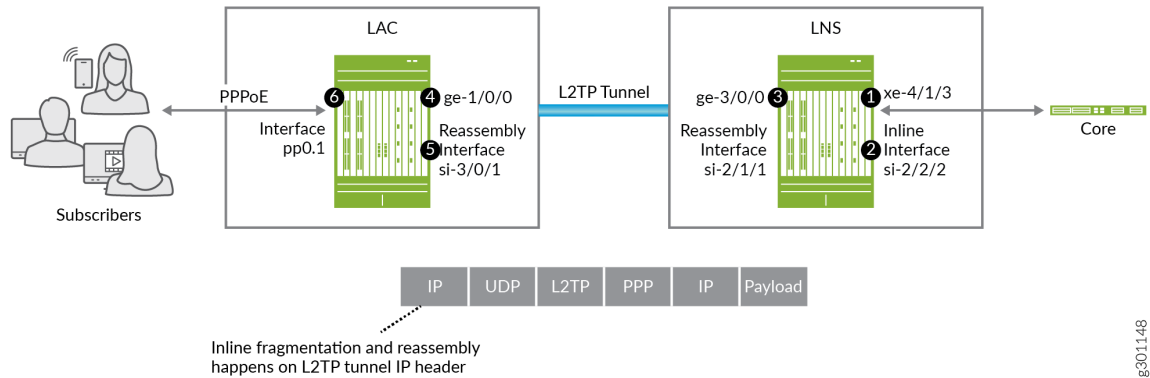 LAC
LNS
PPPoE
6
4
ge-1/0/0
L2TP Tunnel
ge-3/0/0
3
1
xe-4/1/3
Interface
pp0.1
Reassembly
5
Interface
si-3/0/1
Reassembly
Interface
si-2/1/1
Inline
2
Interface
si-2/2/2
Core
Subscribers
IP UDP L2TP PPP IP Payload
Inline fragmentation and reassembly
happens on L2TP tunnel IP header
g301148